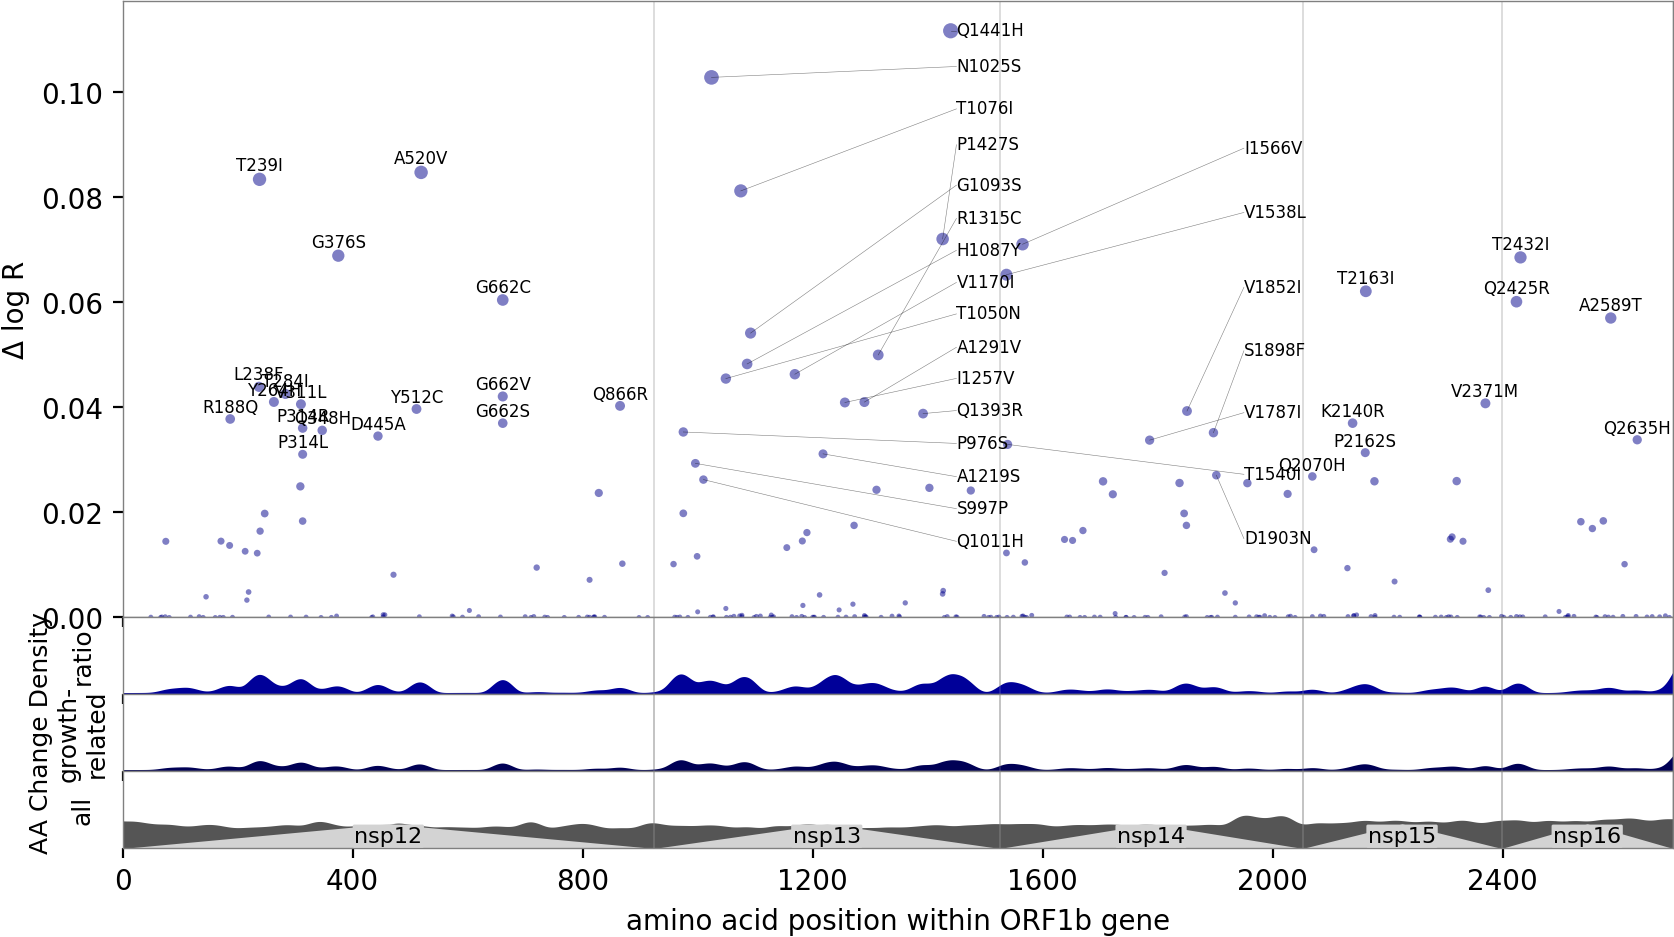 Q1441H
N1025S
0.10
T1076I
P1427S
I1566V
A520V
T239I
G1093S
0.08
V1538L
R1315C
G376S
H1087Y
T2432I
V1170I
T2163I
G662C
V1852I
Q2425R
0.06
A2589T
T1050N
Δ log R
A1291V
S1898F
L238F
T284I
I1257V
G662V
Y264H
V311L
V2371M
Q866R
Y512C
0.04
R188Q
Q1393R
V1787I
K2140R
G662S
P314R
Q348H
D445A
Q2635H
P314L
P976S
P2162S
Q2070H
T1540I
A1219S
S997P
0.02
D1903N
Q1011H
0.00
AA Change Density
ratio
growth-
related
all
nsp12
nsp13
nsp14
nsp15
nsp16
0
400
800
1200
1600
2000
2400
amino acid position within ORF1b gene